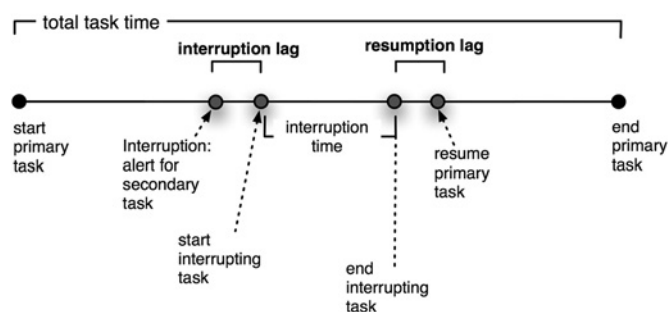 total task time
interruption lag
resumption lag
start
primary
task
Interruption:
alert for
secondary
task
interruption
time
resume
primary
task
end
primary
task
start
interrupting task
end
interrupting
task